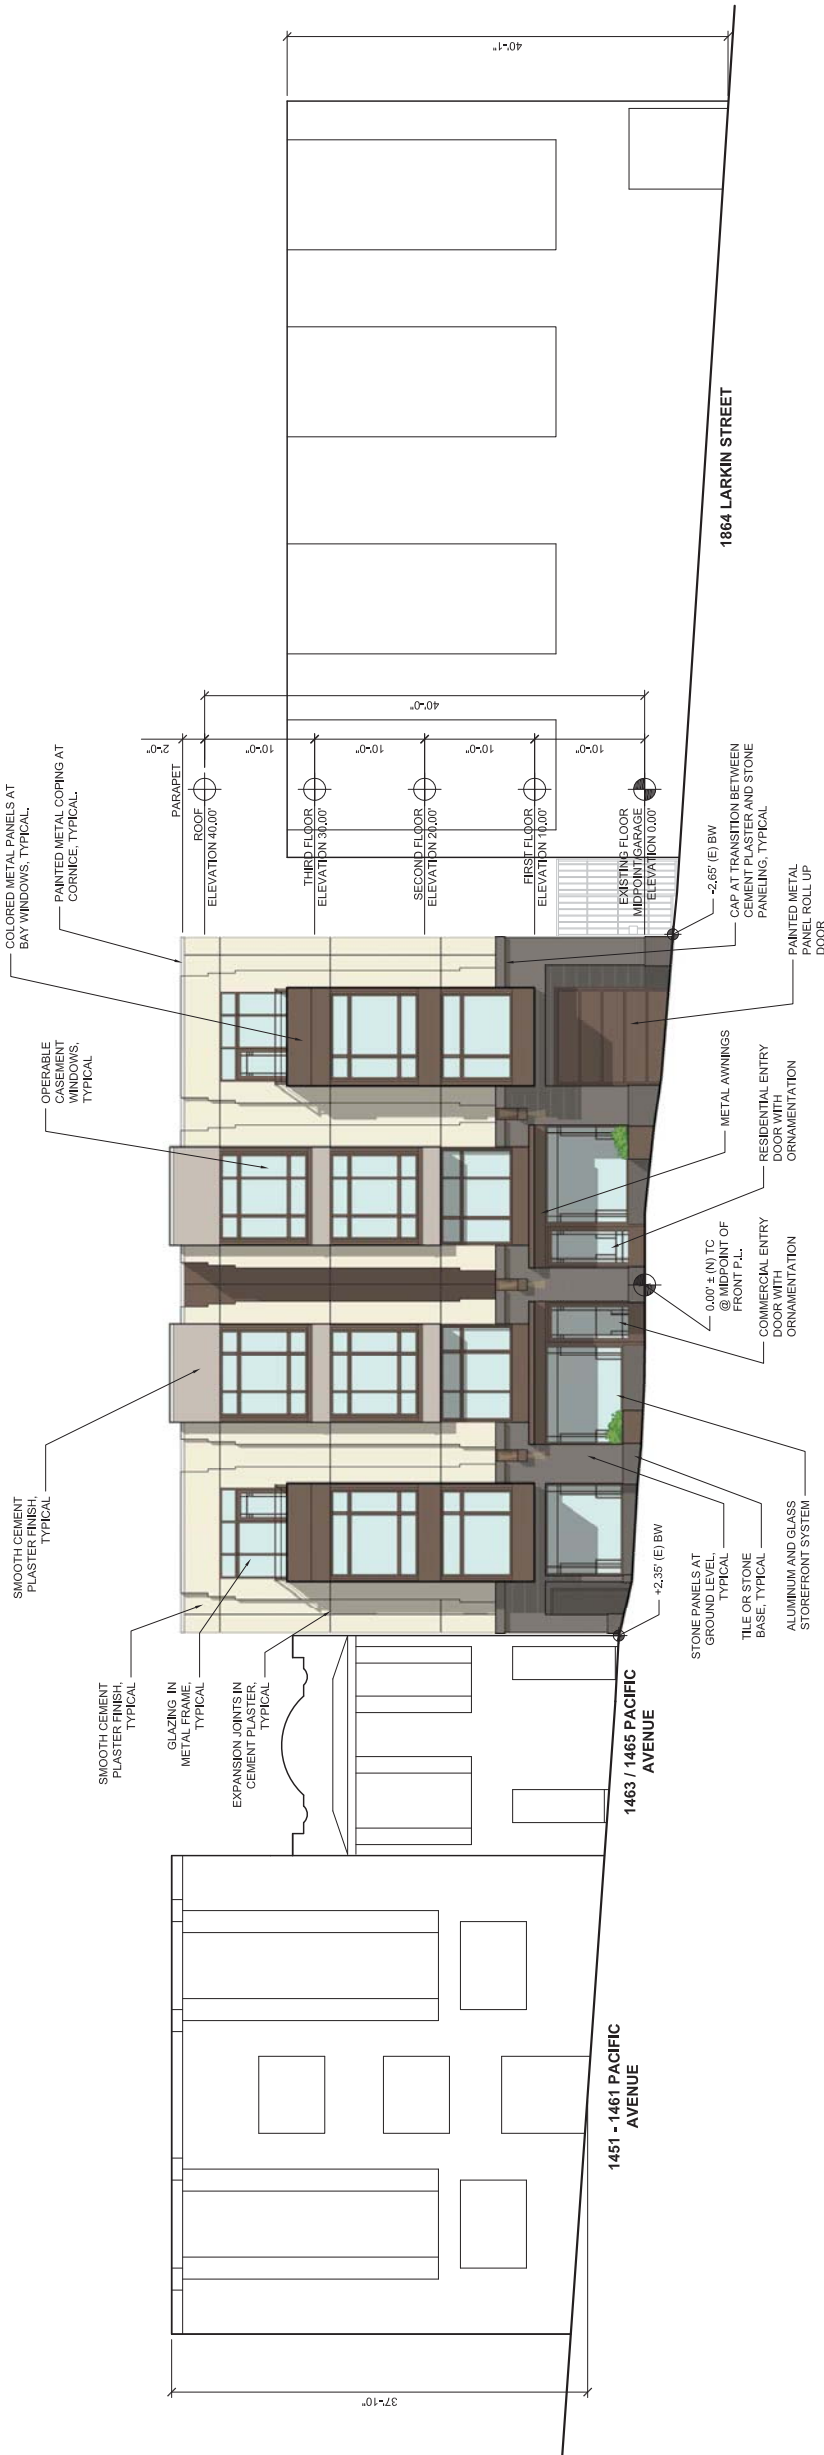 40'-1"
COLORED METAL PANELS AT
BAY WINDOWS, TYPICAL.
PAINTED METAL COPING AT
CORNICE, TYPICAL.
OPERABLE
CASEMENT
WINDOWS,
TYPICAL
SMOOTH CEMENT
PLASTER FINISH,
TYPICAL
SMOOTH CEMENT
PLASTER FINISH,
TYPICAL
GLAZING IN
METAL FRAME,
TYPICAL
EXPANSION JOINTS IN
CEMENT PLASTER,
TYPICAL
2'-0"
10'-0"
10'-0"
10'-0"
10'-0"
40'-0"
PARAPET
ROOF
ELEVATION 40.00'
THIRD FLOOR
ELEVATION 30.00'
SECOND FLOOR
ELEVATION 20.00'
FIRST FLOOR
ELEVATION 10.00'
EXISTING FLOOR
MIDPOINT/GARAGE
ELEVATION 0.00'
1864 LARKIN STREET
-2.65' (E) BW
CAP AT TRANSITION BETWEEN
CEMENT PLASTER AND STONE
PANELING, TYPICAL
PAINTED METAL
PANEL ROLL UP
DOOR
METAL AWNINGS
RESIDENTIAL ENTRY
DOOR WITH
ORNAMENTATION
0.00' ± (N) TC
@ MIDPOINT OF
FRONT P.L.
COMMERCIAL ENTRY
DOOR WITH
ORNAMENTATION
ALUMINUM AND GLASS
STOREFRONT SYSTEM
TILE OR STONE
BASE, TYPICAL
STONE PANELS AT
GROUND LEVEL,
TYPICAL
+2.35' (E) BW
1463 / 1465 PACIFIC
AVENUE
1451 - 1461 PACIFIC
AVENUE
37'-10"